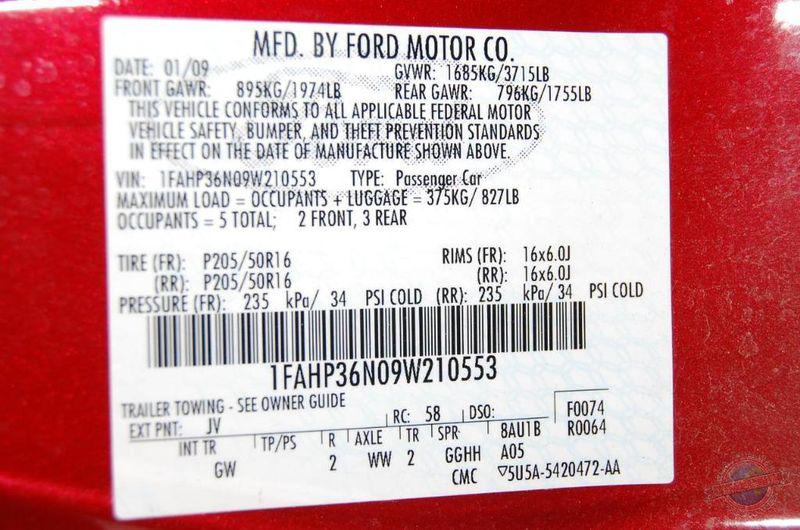 MFD. BY FORD MOTOR CO.
DATE: 01/09 GVWR: 1685KG/3715LB
FRONT GAWR: 895KG/1974LB REAR GAWR: 796KG/1755LB
THIS VEHICLE CONFORMS TO ALL APPLICABLE FEDERAL MOTOR
VEHICLE SAFETY, BUMPER, AND THEFT PREVENTION STANDARDS
IN EFFECT ON THE DATE OF MANUFACTURE SHOWN ABOVE.
VIN: 1FAHP36N09W210553 TYPE: Passenger Car
MAXIMUM LOAD = OCCUPANTS + LUGGAGE = 375KG/ 827LB
OCCUPANTS = 5 TOTAL; 2 FRONT, 3 REAR
TIRE (FR): P205/50R16 RIMS (FR): 16x6.0J
(RR): P205/50R16 (RR): 16x6.0J
PRESSURE (FR): 235 kPa/ 34 PSI COLD (RR): 235 kPa/ 34 PSI COLD
1FAHP36N09W210553
TRAILER TOWING - SEE OWNER GUIDE
EXT PNT: JV RC: 58 DSO: F0074
R0064
INT TR TP/PS R AXLE TR SPR 8AU1B
GW 2 WW 2 GGHH A05
CMC ▽5U5A-5420472-AA